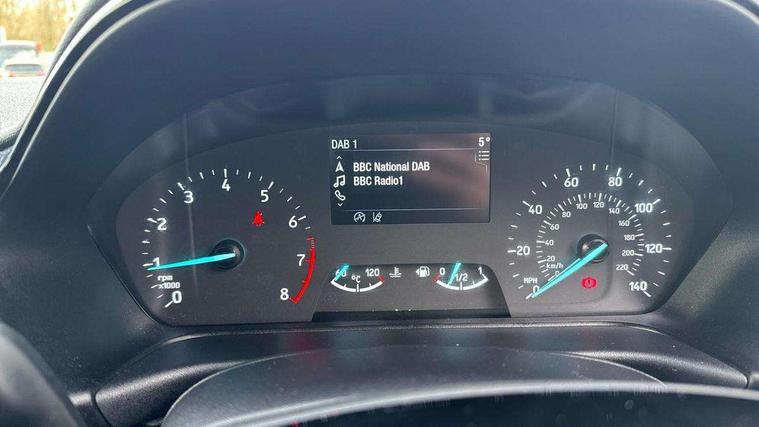 DAB 1 5°
BBC National DAB
BBC Radio1
0 1 2 3 4 5 6 7 8
rpm
x1000
60 120
°C
0 1/2 1
0 20 40 60 80 100 120 140
MPH
0 20 40 60 80 100 120 140 160 180 200 220
km/h